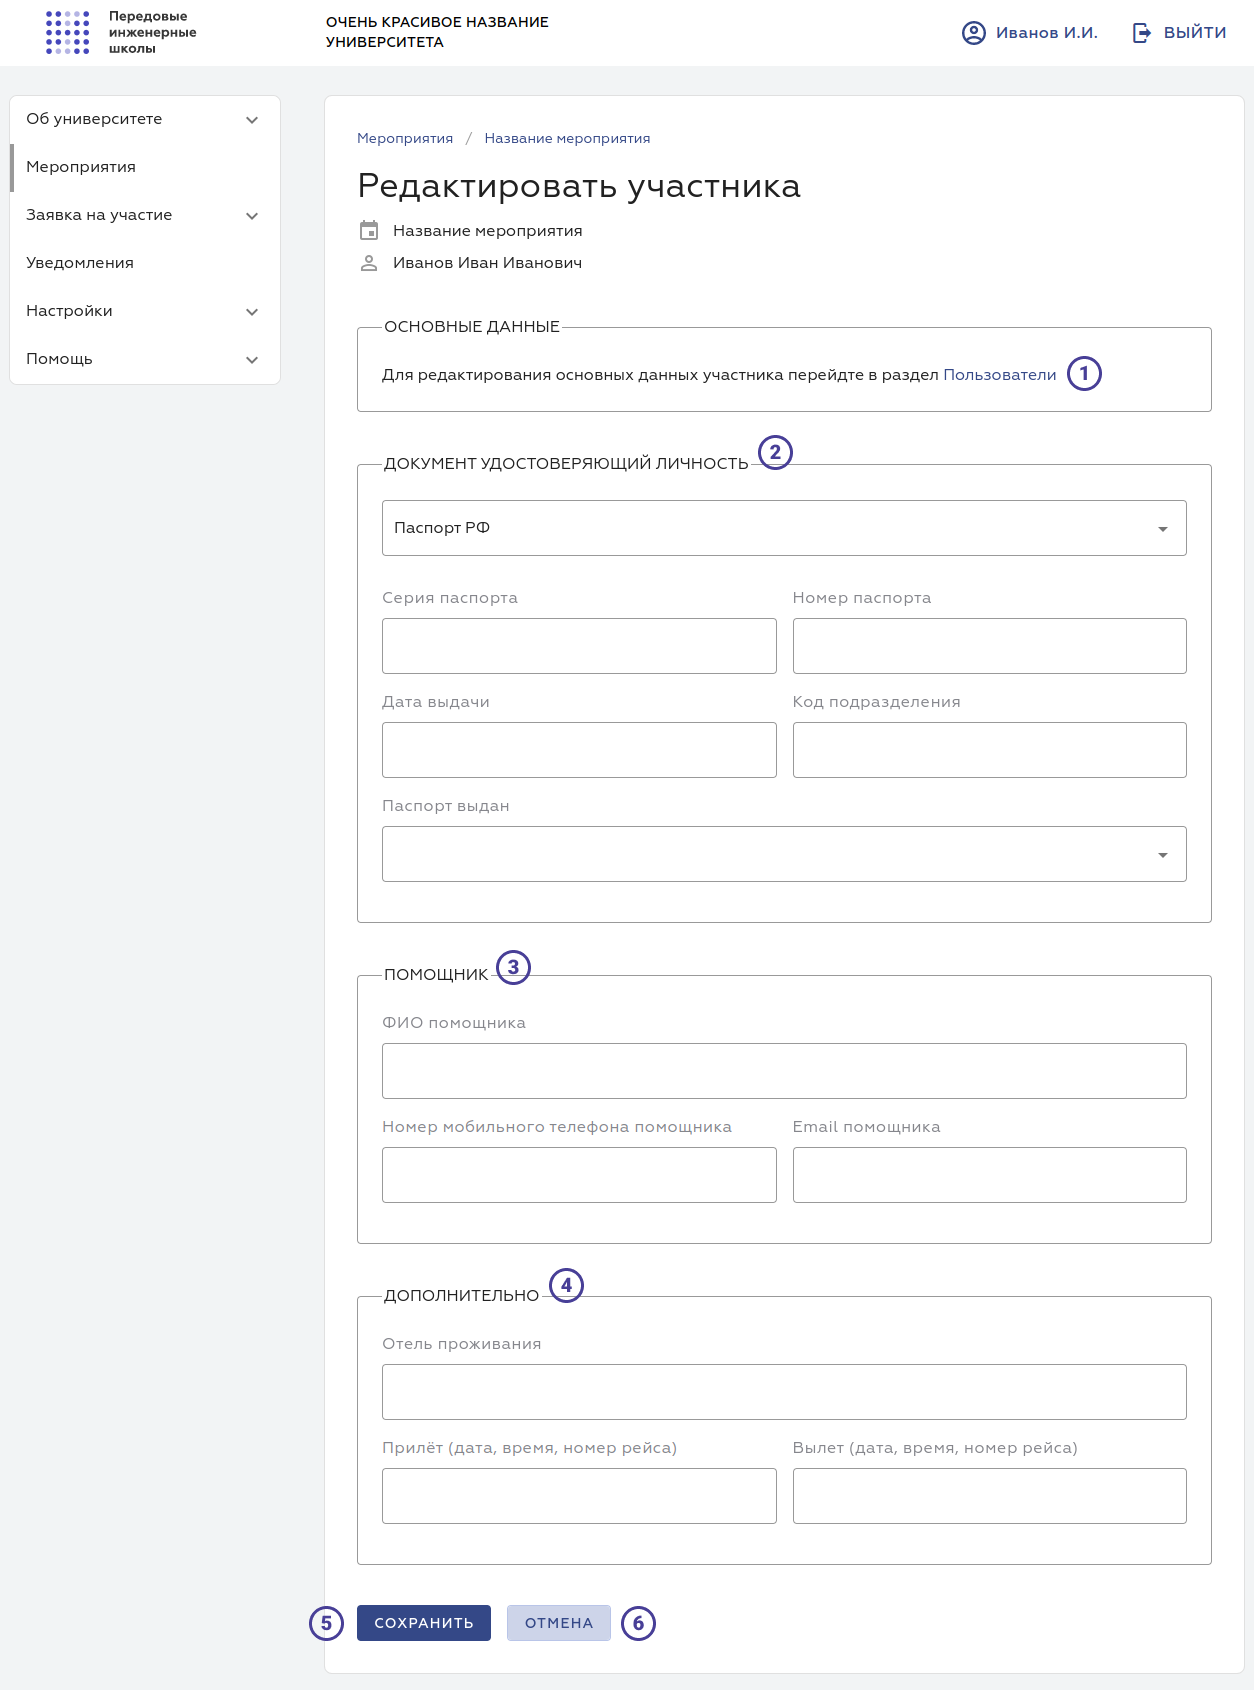 Передовые
инженерные
школы
ОЧЕНЬ КРАСИВОЕ НАЗВАНИЕ
УНИВЕРСИТЕТА
Иванов И.И.
ВЫЙТИ
Об университете
Мероприятия
Заявка на участие
Уведомления
Настройки
Помощь
Мероприятия / Название мероприятия
Редактировать участника
Название мероприятия
Иванов Иван Иванович
ОСНОВНЫЕ ДАННЫЕ
Для редактирования основных данных участника перейдте в раздел Пользователи 1
ДОКУМЕНТ УДОСТОВЕРЯЮЩИЙ ЛИЧНОСТЬ 2
Паспорт РФ
Серия паспорта
Номер паспорта
Дата выдачи
Код подразделения
Паспорт выдан
ПОМОЩНИК 3
ФИО помощника
Номер мобильного телефона помощника
Email помощника
ДОПОЛНИТЕЛЬНО 4
Отель проживания
Прилёт (дата, время, номер рейса)
Вылет (дата, время, номер рейса)
5 СОХРАНИТЬ ОТМЕНА 6